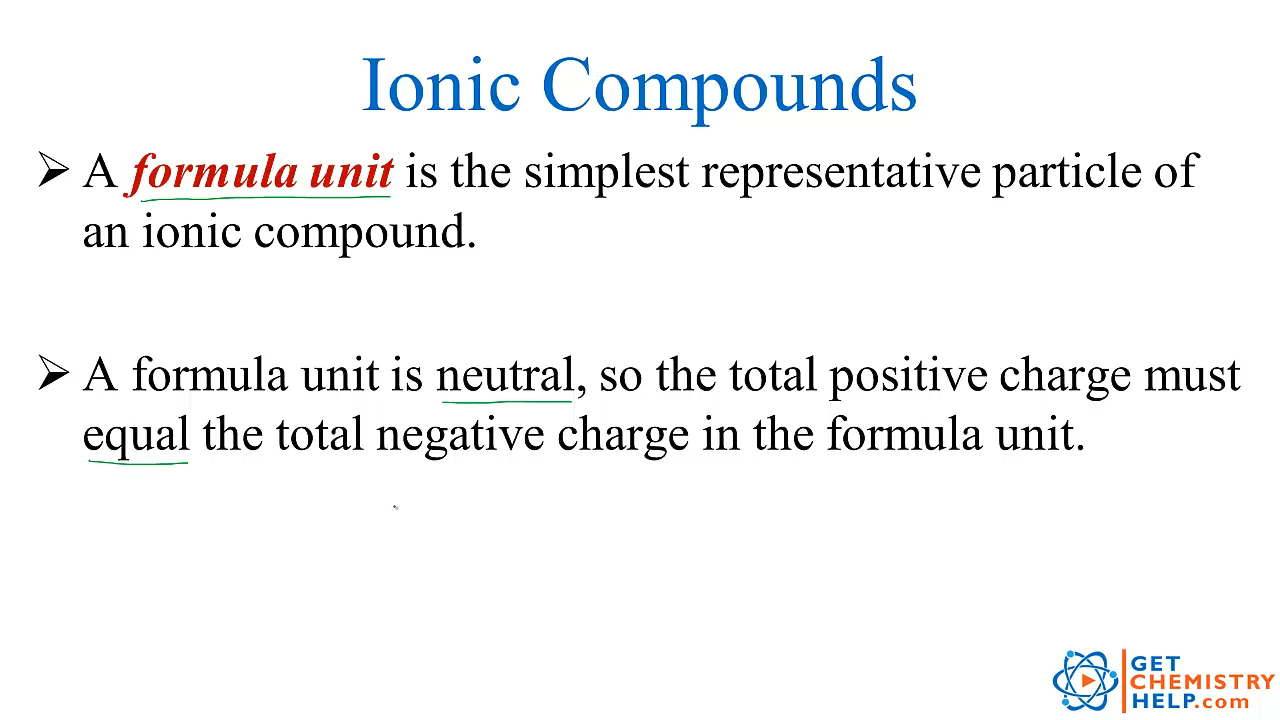 Ionic Compounds
➢ A formula unit is the simplest representative particle of
an ionic compound.
➢ A formula unit is neutral, so the total positive charge must
equal the total negative charge in the formula unit.
GET
CHEMISTRY
HELP.com